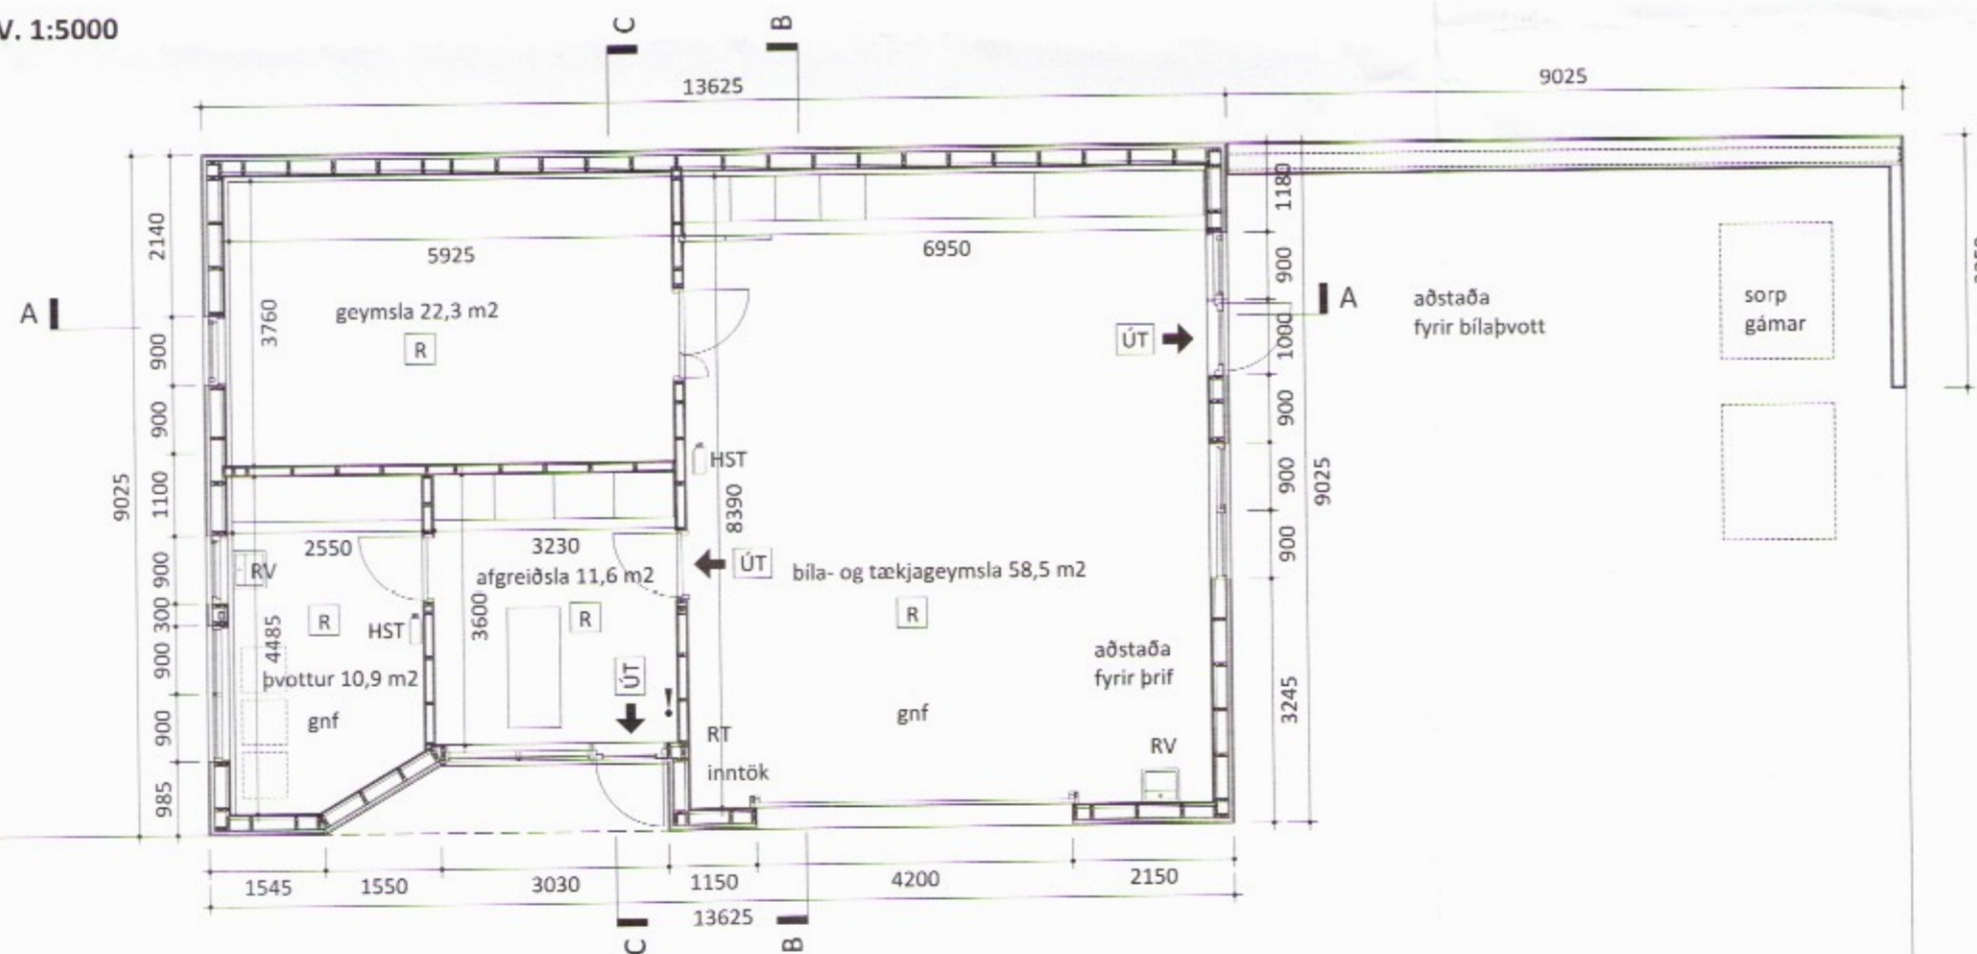 V. 1:5000
C
B
13625
9025
2140
900
900
1100
900
300
900
900
985
9025
5925
3760
geymsla 22,3 m2
R
6950
1180
900
1000
900
900
900
3245
9025
A
A
ÚT
aðstaða
fyrir bílaþvott
sorp
gámar
HST
8390
2550
3230
RV
afgreiðsla 11,6 m2
ÚT
bíla- og tækjageymsla 58,5 m2
R
HST
4485
3600
R
R
þvottur 10,9 m2
gnf
ÚT
!
RT
inntök
gnf
aðstaða
fyrir þrif
RV
1545
1550
3030
1150
4200
2150
13625
C
B